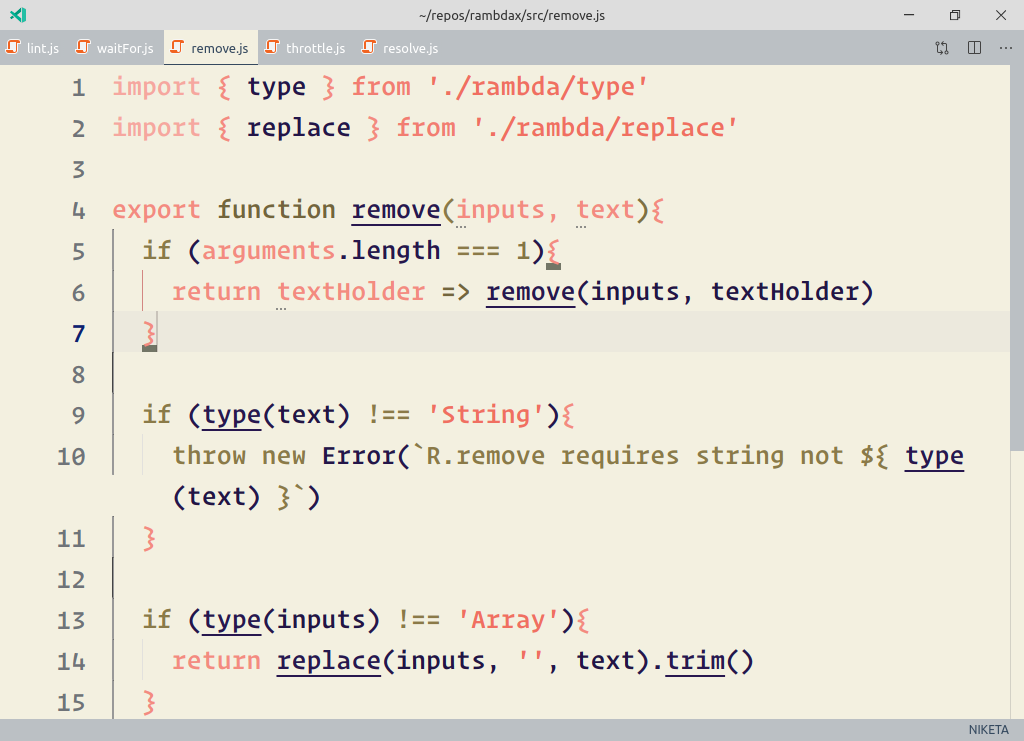 ~/repos/rambdax/src/remove.js
lint.js waitFor.js remove.js throttle.js resolve.js
1 import { type } from './rambda/type'
2 import { replace } from './rambda/replace'
3
4 export function remove(inputs, text){
5 if (arguments.length === 1){
6 return textHolder => remove(inputs, textHolder)
7 }
8
9 if (type(text) !== 'String'){
10 throw new Error(`R.remove requires string not ${ type
(text) }`)
11 }
12
13 if (type(inputs) !== 'Array'){
14 return replace(inputs, '', text).trim()
15 }
NIKETA